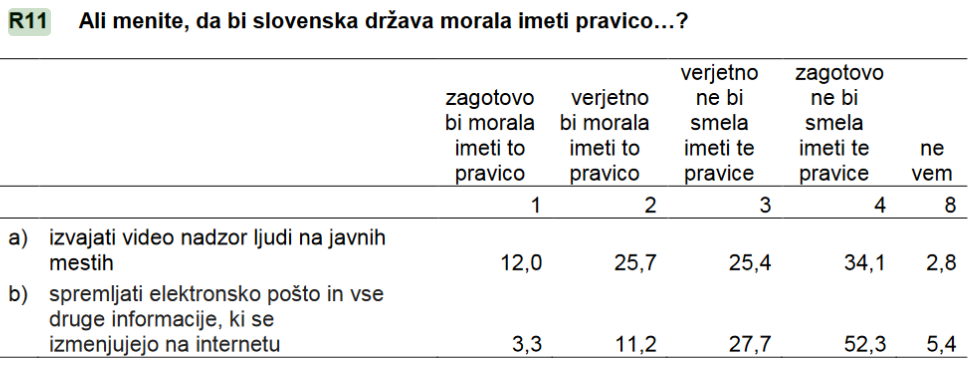 R11 Ali menite, da bi slovenska država morala imeti pravico…?
zagotovo bi morala imeti to pravico
verjetno bi morala imeti to pravico
verjetno ne bi smela imeti te pravice
zagotovo ne bi smela imeti te pravice
ne vem
1 2 3 4 8
a) izvajati video nadzor ljudi na javnih
mestih 12,0 25,7 25,4 34,1 2,8
b) spremljati elektronsko pošto in vse
druge informacije, ki se
izmenjujejo na internetu 3,3 11,2 27,7 52,3 5,4